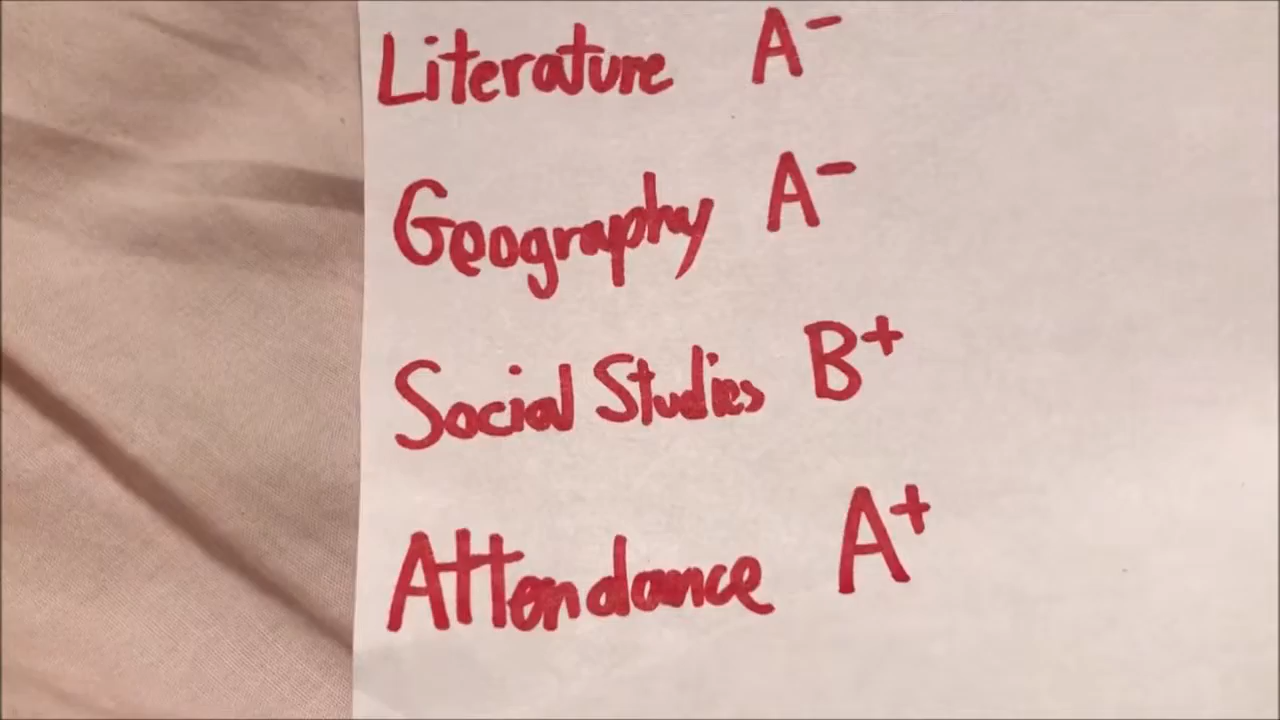 Literature A-
Geography A-
Social Studies B+
Attendance A+